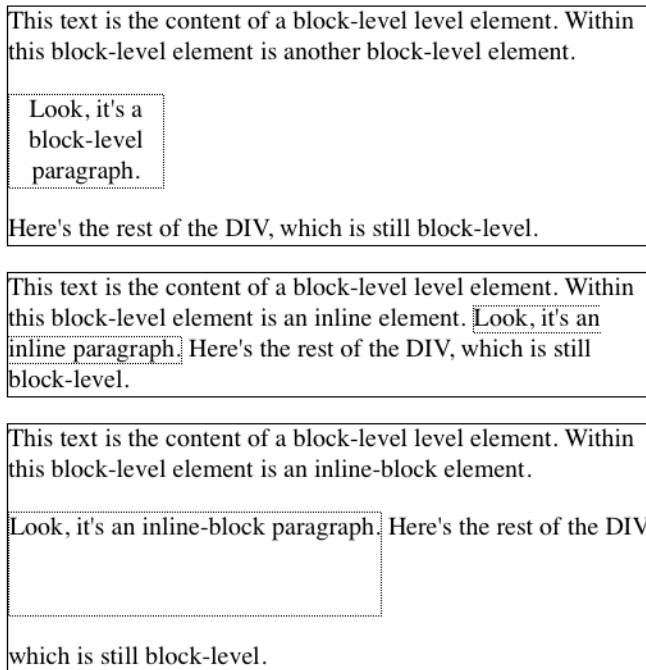 This text is the content of a block-level level element. Within
this block-level element is another block-level element.
Look, it's a
block-level
paragraph.
Here's the rest of the DIV, which is still block-level.
This text is the content of a block-level level element. Within
this block-level element is an inline element. Look, it's an
inline paragraph. Here's the rest of the DIV, which is still
block-level.
This text is the content of a block-level level element. Within
this block-level element is an inline-block element.
Look, it's an inline-block paragraph. Here's the rest of the DIV
which is still block-level.